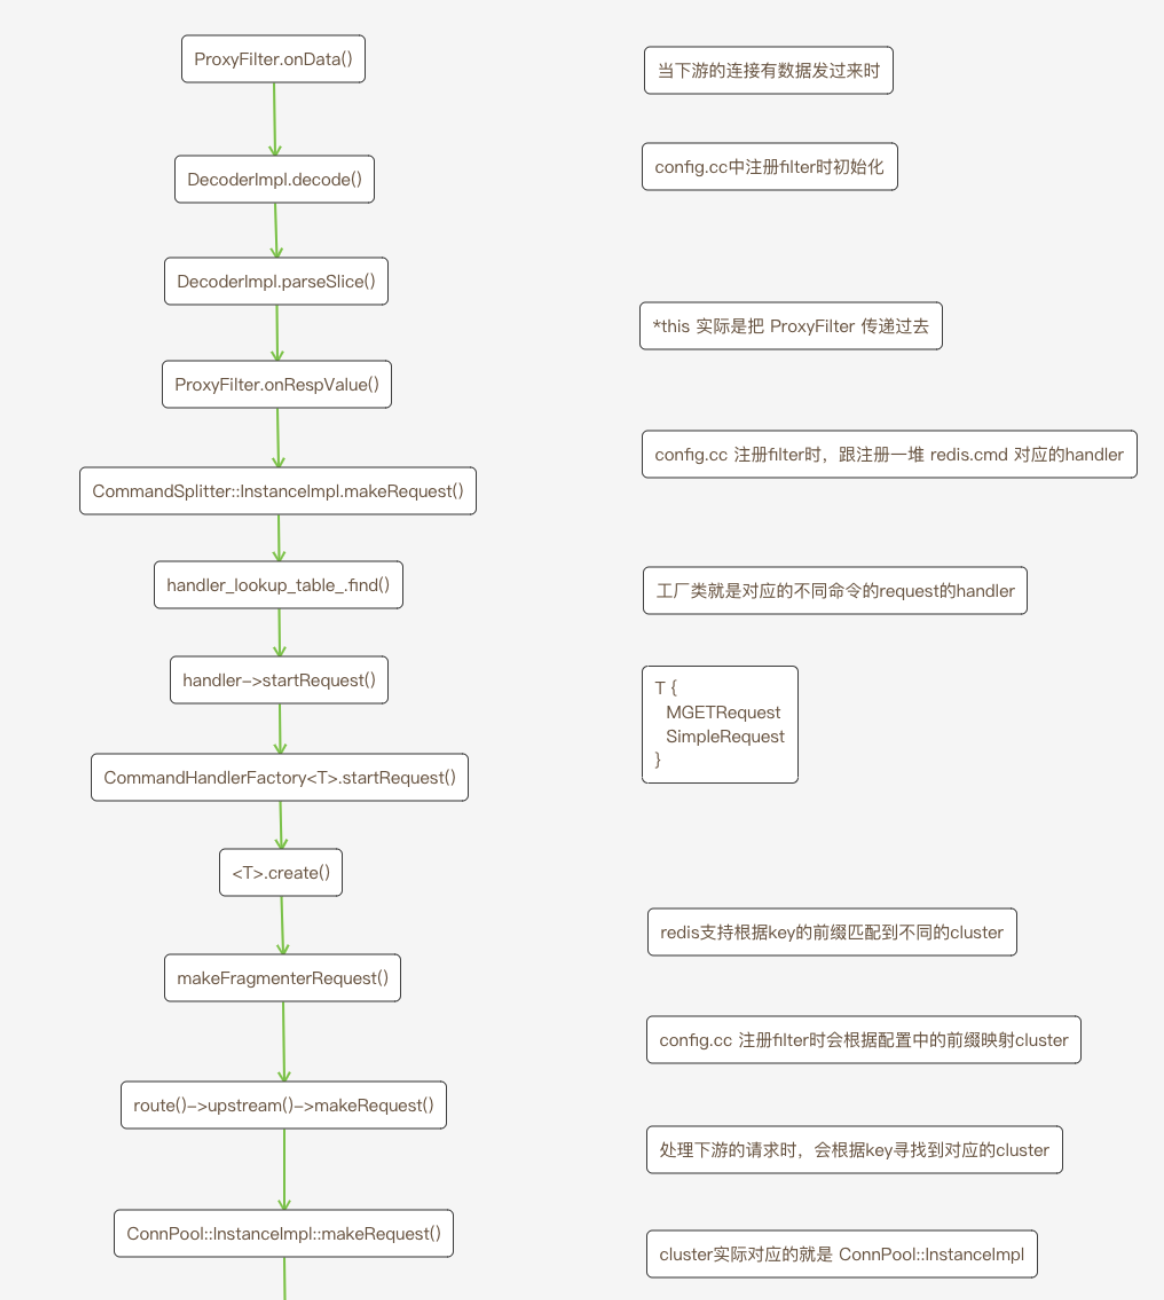 ProxyFilter.onData()
当下游的连接有数据发过来时
DecoderImpl.decode()
config.cc中注册filter时初始化
DecoderImpl.parseSlice()
*this 实际是把 ProxyFilter 传递过去
ProxyFilter.onRespValue()
config.cc 注册filter时，跟注册一堆 redis.cmd 对应的handler
CommandSplitter::InstanceImpl.makeRequest()
handler_lookup_table_.find()
工厂类就是对应的不同命令的request的handler
handler->startRequest()
T {
MGETRequest
SimpleRequest
}
CommandHandlerFactory<T>.startRequest()
<T>.create()
redis支持根据key的前缀匹配到不同的cluster
makeFragmenterRequest()
config.cc 注册filter时会根据配置中的前缀映射cluster
route()->upstream()->makeRequest()
处理下游的请求时，会根据key寻找到对应的cluster
ConnPool::InstanceImpl::makeRequest()
cluster实际对应的就是 ConnPool::InstanceImpl